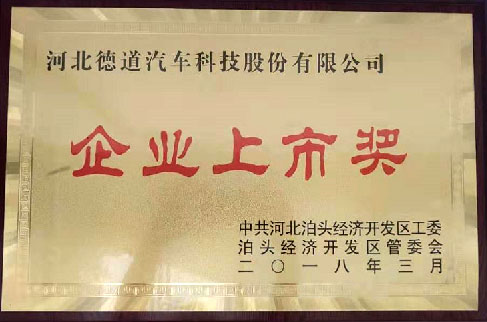 河北德道汽车科技股份有限公司
企业上市奖
中共河北泊头经济开发区工委
泊头经济开发区管委会
二〇一八年三月